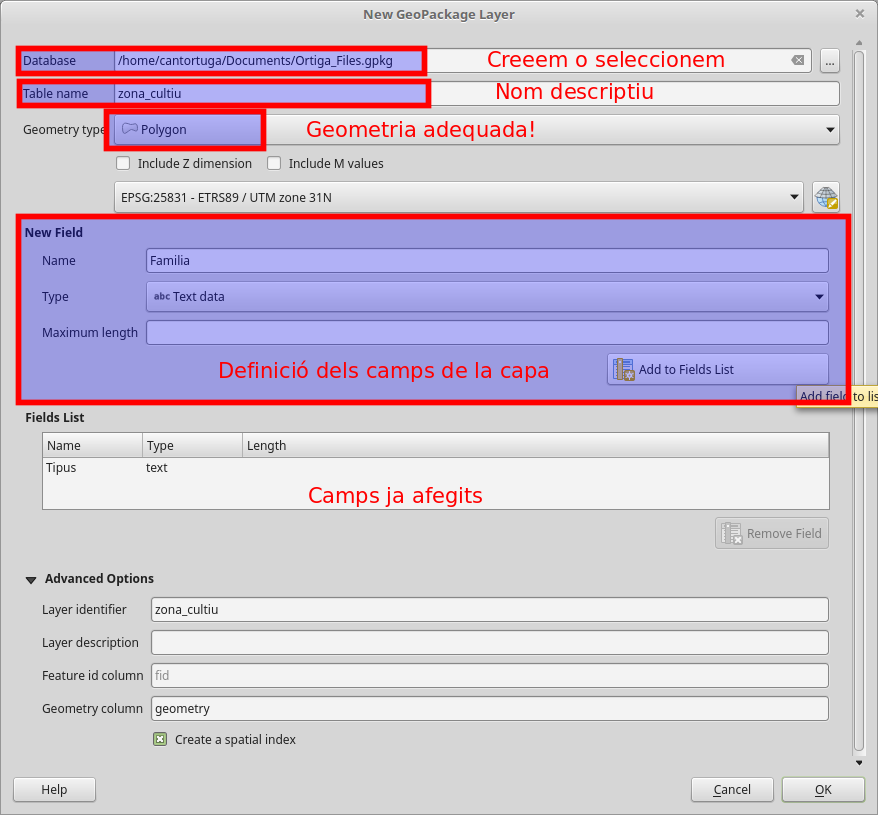 New GeoPackage Layer
Database /home/cantortuga/Documents/Ortiga_Files.gpkg Creeem o seleccionem ...
Table name zona_cultiu Nom descriptiu
Geometry type Polygon Geometria adequada!
Include Z dimension Include M values
EPSG:25831 - ETRS89 / UTM zone 31N
New Field
Name Familia
Type abc Text data
Maximum length
Definició dels camps de la capa Add to Fields List
Add field to lis
Fields List
Name Type Length
Tipus text
Camps ja afegits
Remove Field
Advanced Options
Layer identifier zona_cultiu
Layer description
Feature id column fid
Geometry column geometry
Create a spatial index
Help Cancel OK